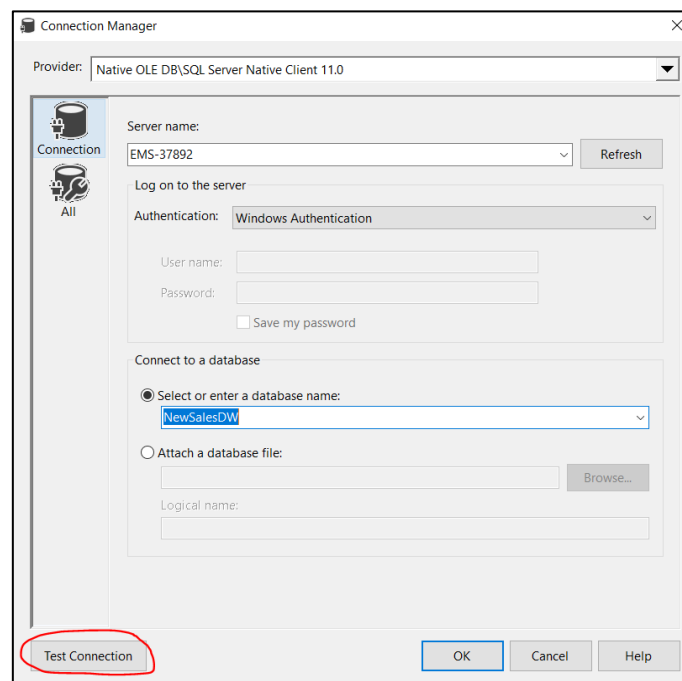 Connection Manager
Provider: Native OLE DB\SQL Server Native Client 11.0
Connection
All
Server name:
EMS-37892
Refresh
Log on to the server
Authentication: Windows Authentication
User name:
Password:
Save my password
Connect to a database
Select or enter a database name:
NewSalesDW
Attach a database file:
Browse...
Logical name:
Test Connection OK Cancel Help